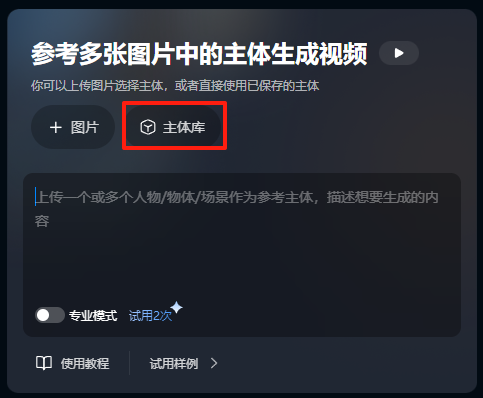 参考多张图片中的主体生成视频
你可以上传图片选择主体，或者直接使用已保存的主体
图片
主体库
上传一个或多个人物/物体/场景作为参考主体，描述想要生成的内
容
专业模式 试用2次
使用教程 试用样例